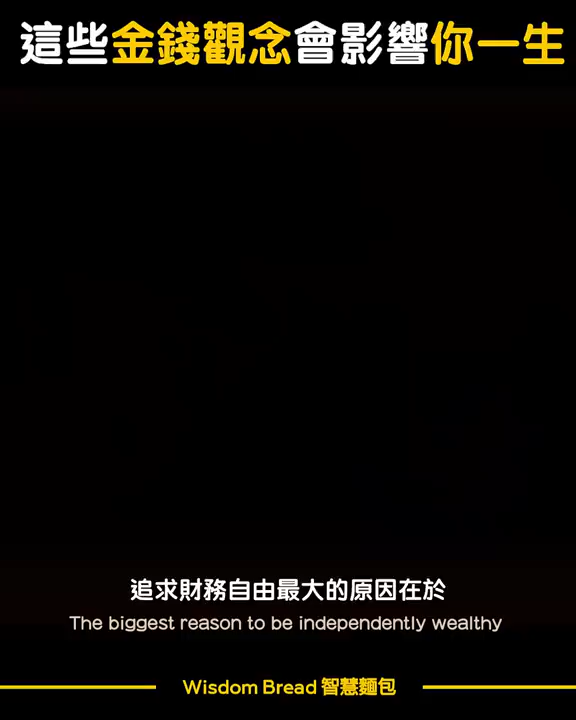 這些金錢觀念會影響你一生
追求財務自由最大的原因在於
The biggest reason to be independently wealthy
Wisdom Bread 智慧麵包